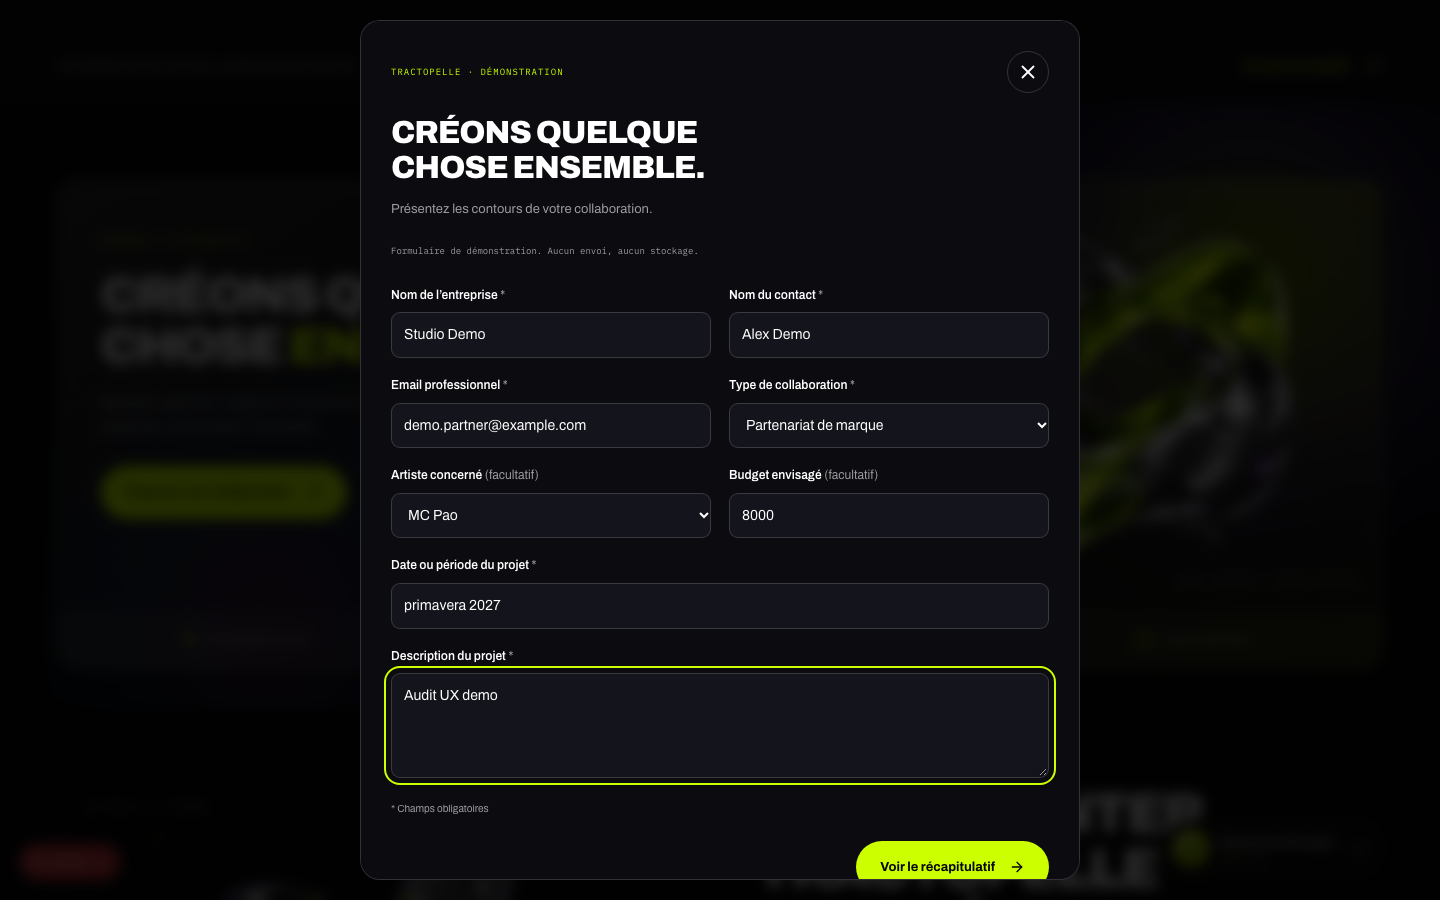 TRACTOPELLE · DÉMONSTRATION
CRÉONS QUELQUE
CHOSE ENSEMBLE.
Présentez les contours de votre collaboration.
Formulaire de démonstration. Aucun envoi, aucun stockage.
Nom de l'entreprise *
Nom du contact *
Studio Demo
Alex Demo
Email professionnel *
Type de collaboration *
demo.partner@example.com
Partenariat de marque
Artiste concerné (facultatif)
Budget envisagé (facultatif)
MC Pao
8000
Date ou période du projet *
primavera 2027
Description du projet *
Audit UX demo
* Champs obligatoires
Voir le récapitulatif
CRÉONS Q
CHOSE EN